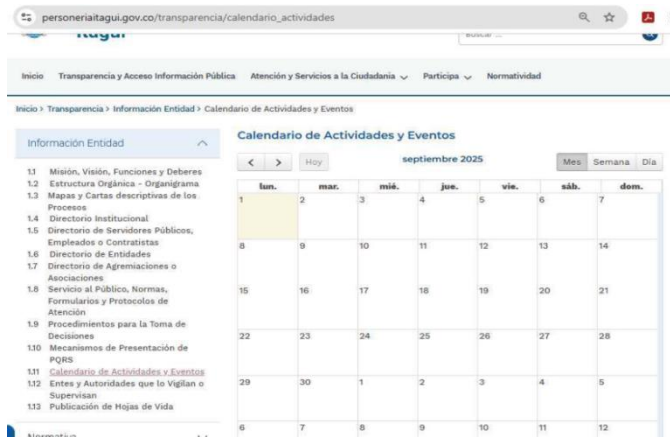 personeriaitagui.gov.co/transparencia/calendario_actividades
Itagüí
Buscar ...
Inicio Transparencia y Acceso Información Pública Atención y Servicios a la Ciudadania Participa Normatividad
Inicio > Transparencia > Información Entidad > Calendario de Actividades y Eventos
Información Entidad
1.1 Misión, Visión, Funciones y Deberes
1.2 Estructura Orgánica - Organigrama
1.3 Mapas y Cartas descriptivas de los
Procesos
1.4 Directorio Institucional
1.5 Directorio de Servidores Públicos,
Empleados o Contratistas
1.6 Directorio de Entidades
1.7 Directorio de Agremiaciones o
Asociaciones
1.8 Servicio al Público, Normas,
Formularios y Protocolos de
Atención
1.9 Procedimientos para la Toma de
Decisiones
1.10 Mecanismos de Presentación de
PQRS
1.11 Calendario de Actividades y Eventos
1.12 Entes y Autoridades que lo Vigilan o
Supervisan
1.13 Publicación de Hojas de Vida
Normativa
Calendario de Actividades y Eventos
Hoy septiembre 2025 Mes Semana Día
lun. mar. mié. jue. vie. sáb. dom.
1 2 3 4 5 6 7
8 9 10 11 12 13 14
15 16 17 18 19 20 21
22 23 24 25 26 27 28
29 30 1 2 3 4 5
6 7 8 9 10 11 12